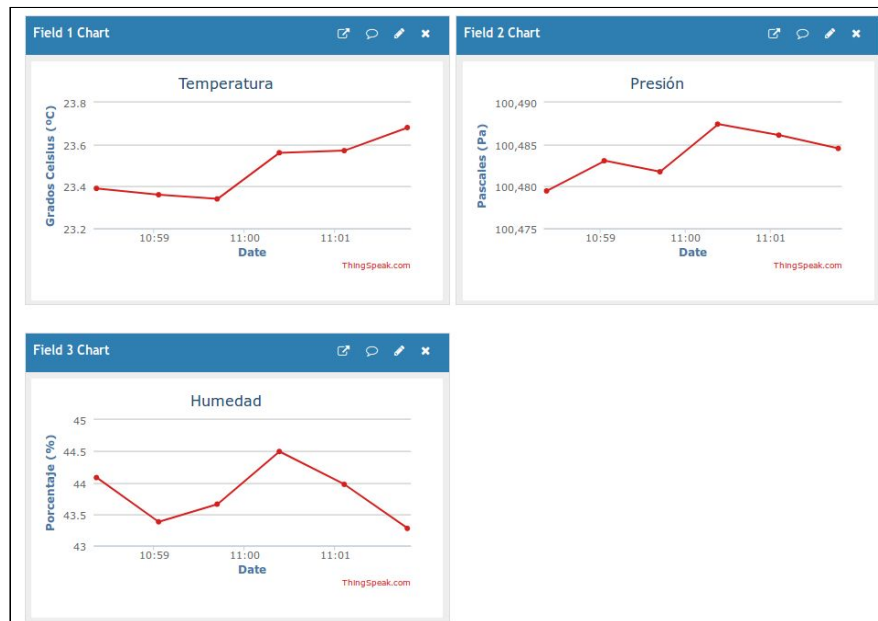 Field 1 Chart
Temperatura
Grados Celsius (ºC)
23.8
23.6
23.4
23.2
10:59 11:00 11:01
Date
ThingSpeak.com
Field 2 Chart
Presión
Pascales (Pa)
100,490
100,485
100,480
100,475
10:59 11:00 11:01
Date
ThingSpeak.com
Field 3 Chart
Humedad
Porcentaje (%)
45
44.5
44
43.5
43
10:59 11:00 11:01
Date
ThingSpeak.com